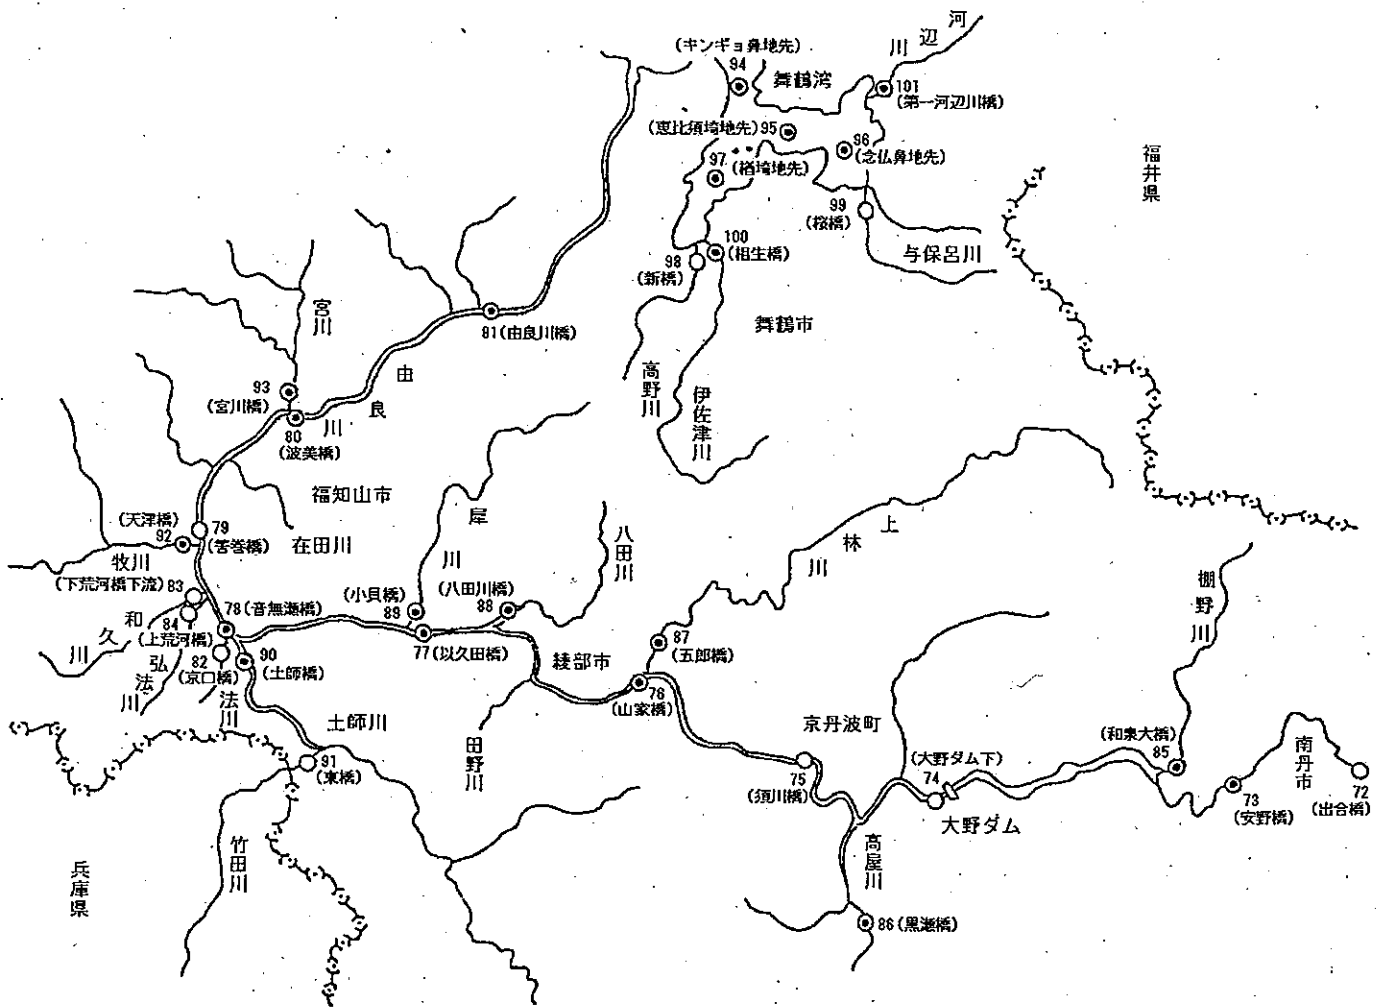 (キンギョ鼻地先)
94
舞鶴湾
河辺川
101
(第一河辺川橋)
(恵比須埼地先) 95
96
(念仏鼻地先)
97
(楢埼地先)
福井県
99
(桜橋)
与保呂川
100
(相生橋)
98
(新橋)
舞鶴市
宮川
81(由良川橋)
高野川
伊佐津川
由良川
93
(宮川橋)
80
(波美橋)
福知山市
(天津橋)
92
79
(筈巻橋)
在田川
牧川
犀川
八田川
上林川
棚野川
(下荒河橋下流) 83
84
(上荒河橋)
78(音無瀬橋)
(小貝橋)
89
(八田川橋)
88
和久川
弘法川
82
(京口橋)
法川
90
(土師橋)
77(以久田橋)
綾部市
87
(五郎橋)
76
(山家橋)
土師川
田野川
京丹波町
(和泉大橋)
85
南丹市
91
(東橋)
75
(須川橋)
(大野ダム下)
74
大野ダム
73
(安野橋)
72
(出合橋)
竹田川
兵庫県
高屋川
86(黒瀬橋)